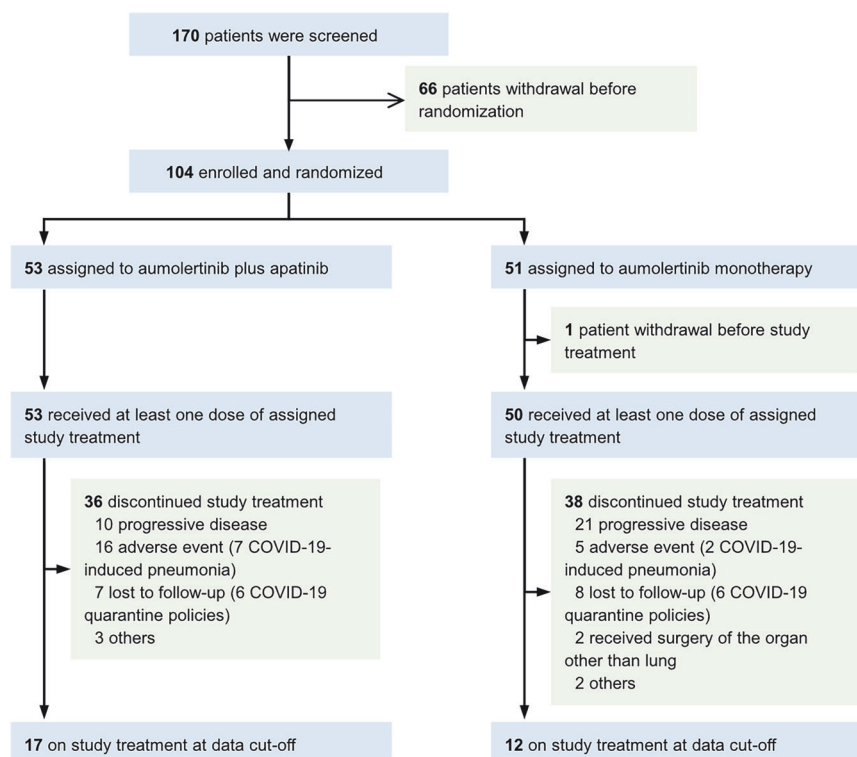 170 patients were screened
66 patients withdrawal before
randomization
104 enrolled and randomized
53 assigned to aumolertinib plus apatinib
51 assigned to aumolertinib monotherapy
1 patient withdrawal before study
treatment
53 received at least one dose of assigned
study treatment
50 received at least one dose of assigned
study treatment
36 discontinued study treatment
10 progressive disease
16 adverse event (7 COVID-19-
induced pneumonia)
7 lost to follow-up (6 COVID-19
quarantine policies)
3 others
38 discontinued study treatment
21 progressive disease
5 adverse event (2 COVID-19-
induced pneumonia)
8 lost to follow-up (6 COVID-19
quarantine policies)
2 received surgery of the organ
other than lung
2 others
17 on study treatment at data cut-off
12 on study treatment at data cut-off